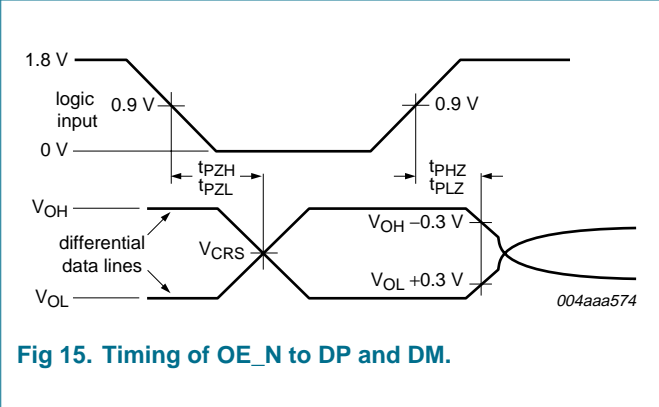 1.8 V
logic
input
0.9 V
0.9 V
0 V
tPZH
tPZL
tPHZ
tPLZ
VOH
VOH –0.3 V
differential
data lines
VCRS
VOL +0.3 V
VOL
004aaa574
Fig 15. Timing of OE_N to DP and DM.